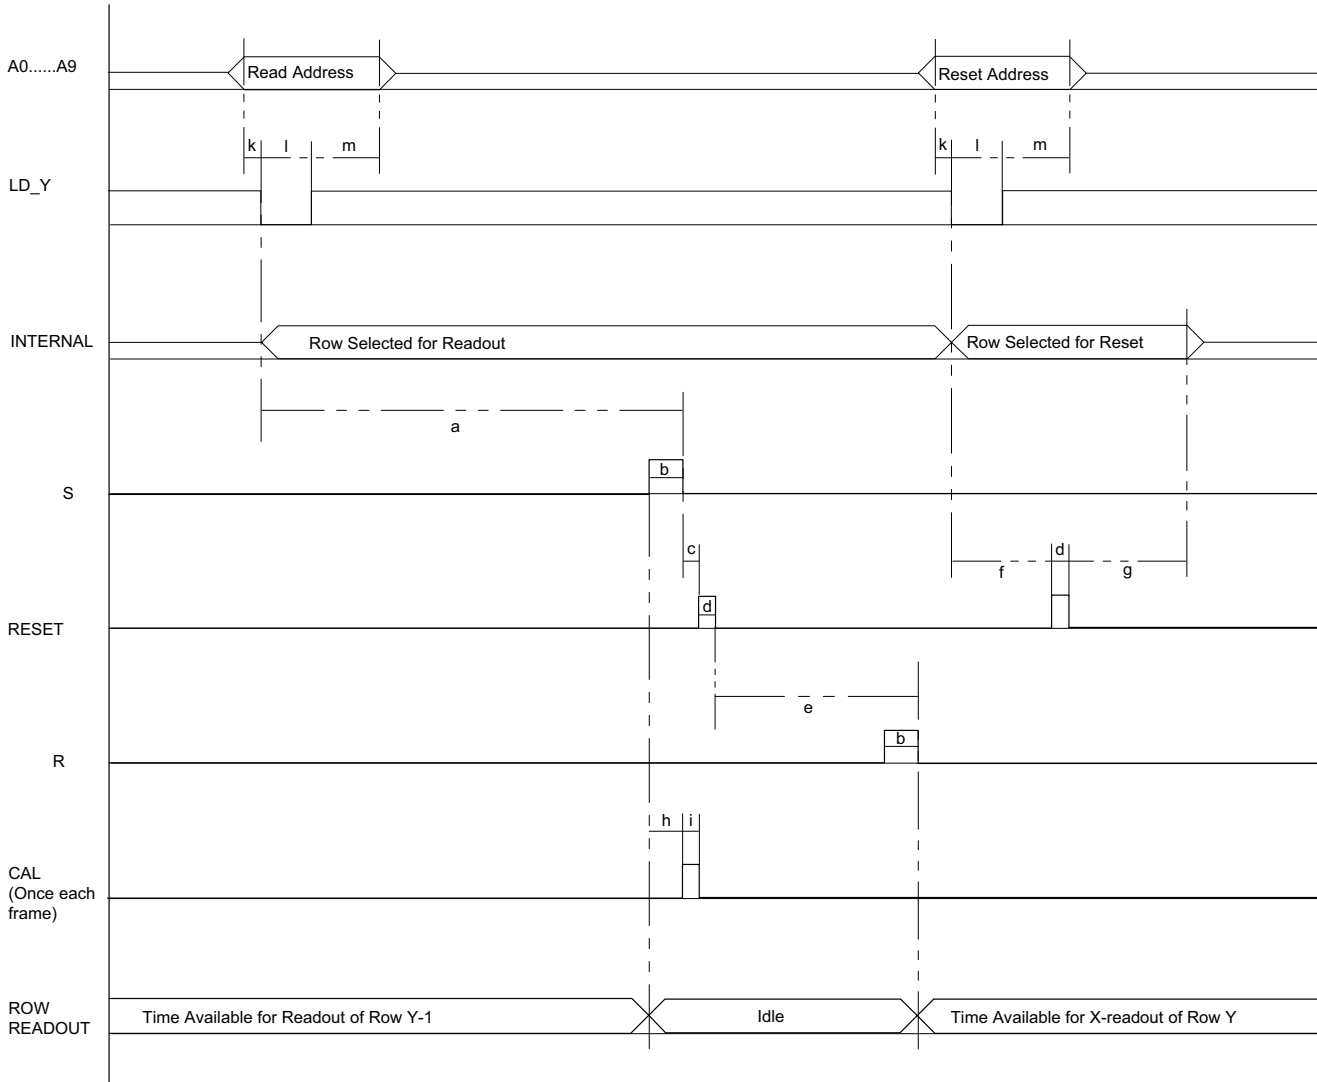 A0......A9
Read Address
Reset Address
k l m
k l m
LD_Y
INTERNAL
Row Selected for Readout
Row Selected for Reset
a
b
S
c
d
f
g
d
RESET
e
b
R
h i
CAL
(Once each
frame)
ROW
READOUT
Time Available for Readout of Row Y-1
Idle
Time Available for X-readout of Row Y